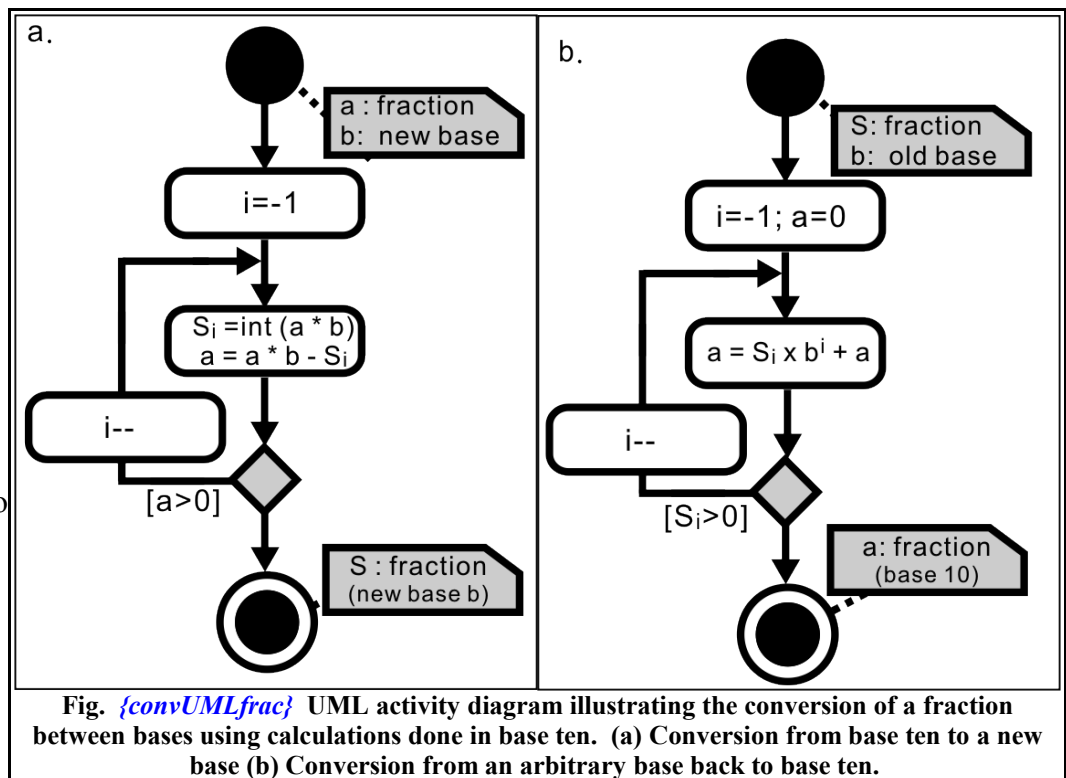 a.
a : fraction
b: new base
i=-1
Si =int (a * b)
a = a * b - Si
i--
[a>0]
S : fraction
(new base b)
b.
S: fraction
b: old base
i=-1; a=0
a = Si x bⁱ + a
i--
[Si>0]
a: fraction
(base 10)
Fig. {convUMLfrac} UML activity diagram illustrating the conversion of a fraction
between bases using calculations done in base ten. (a) Conversion from base ten to a new
base (b) Conversion from an arbitrary base back to base ten.